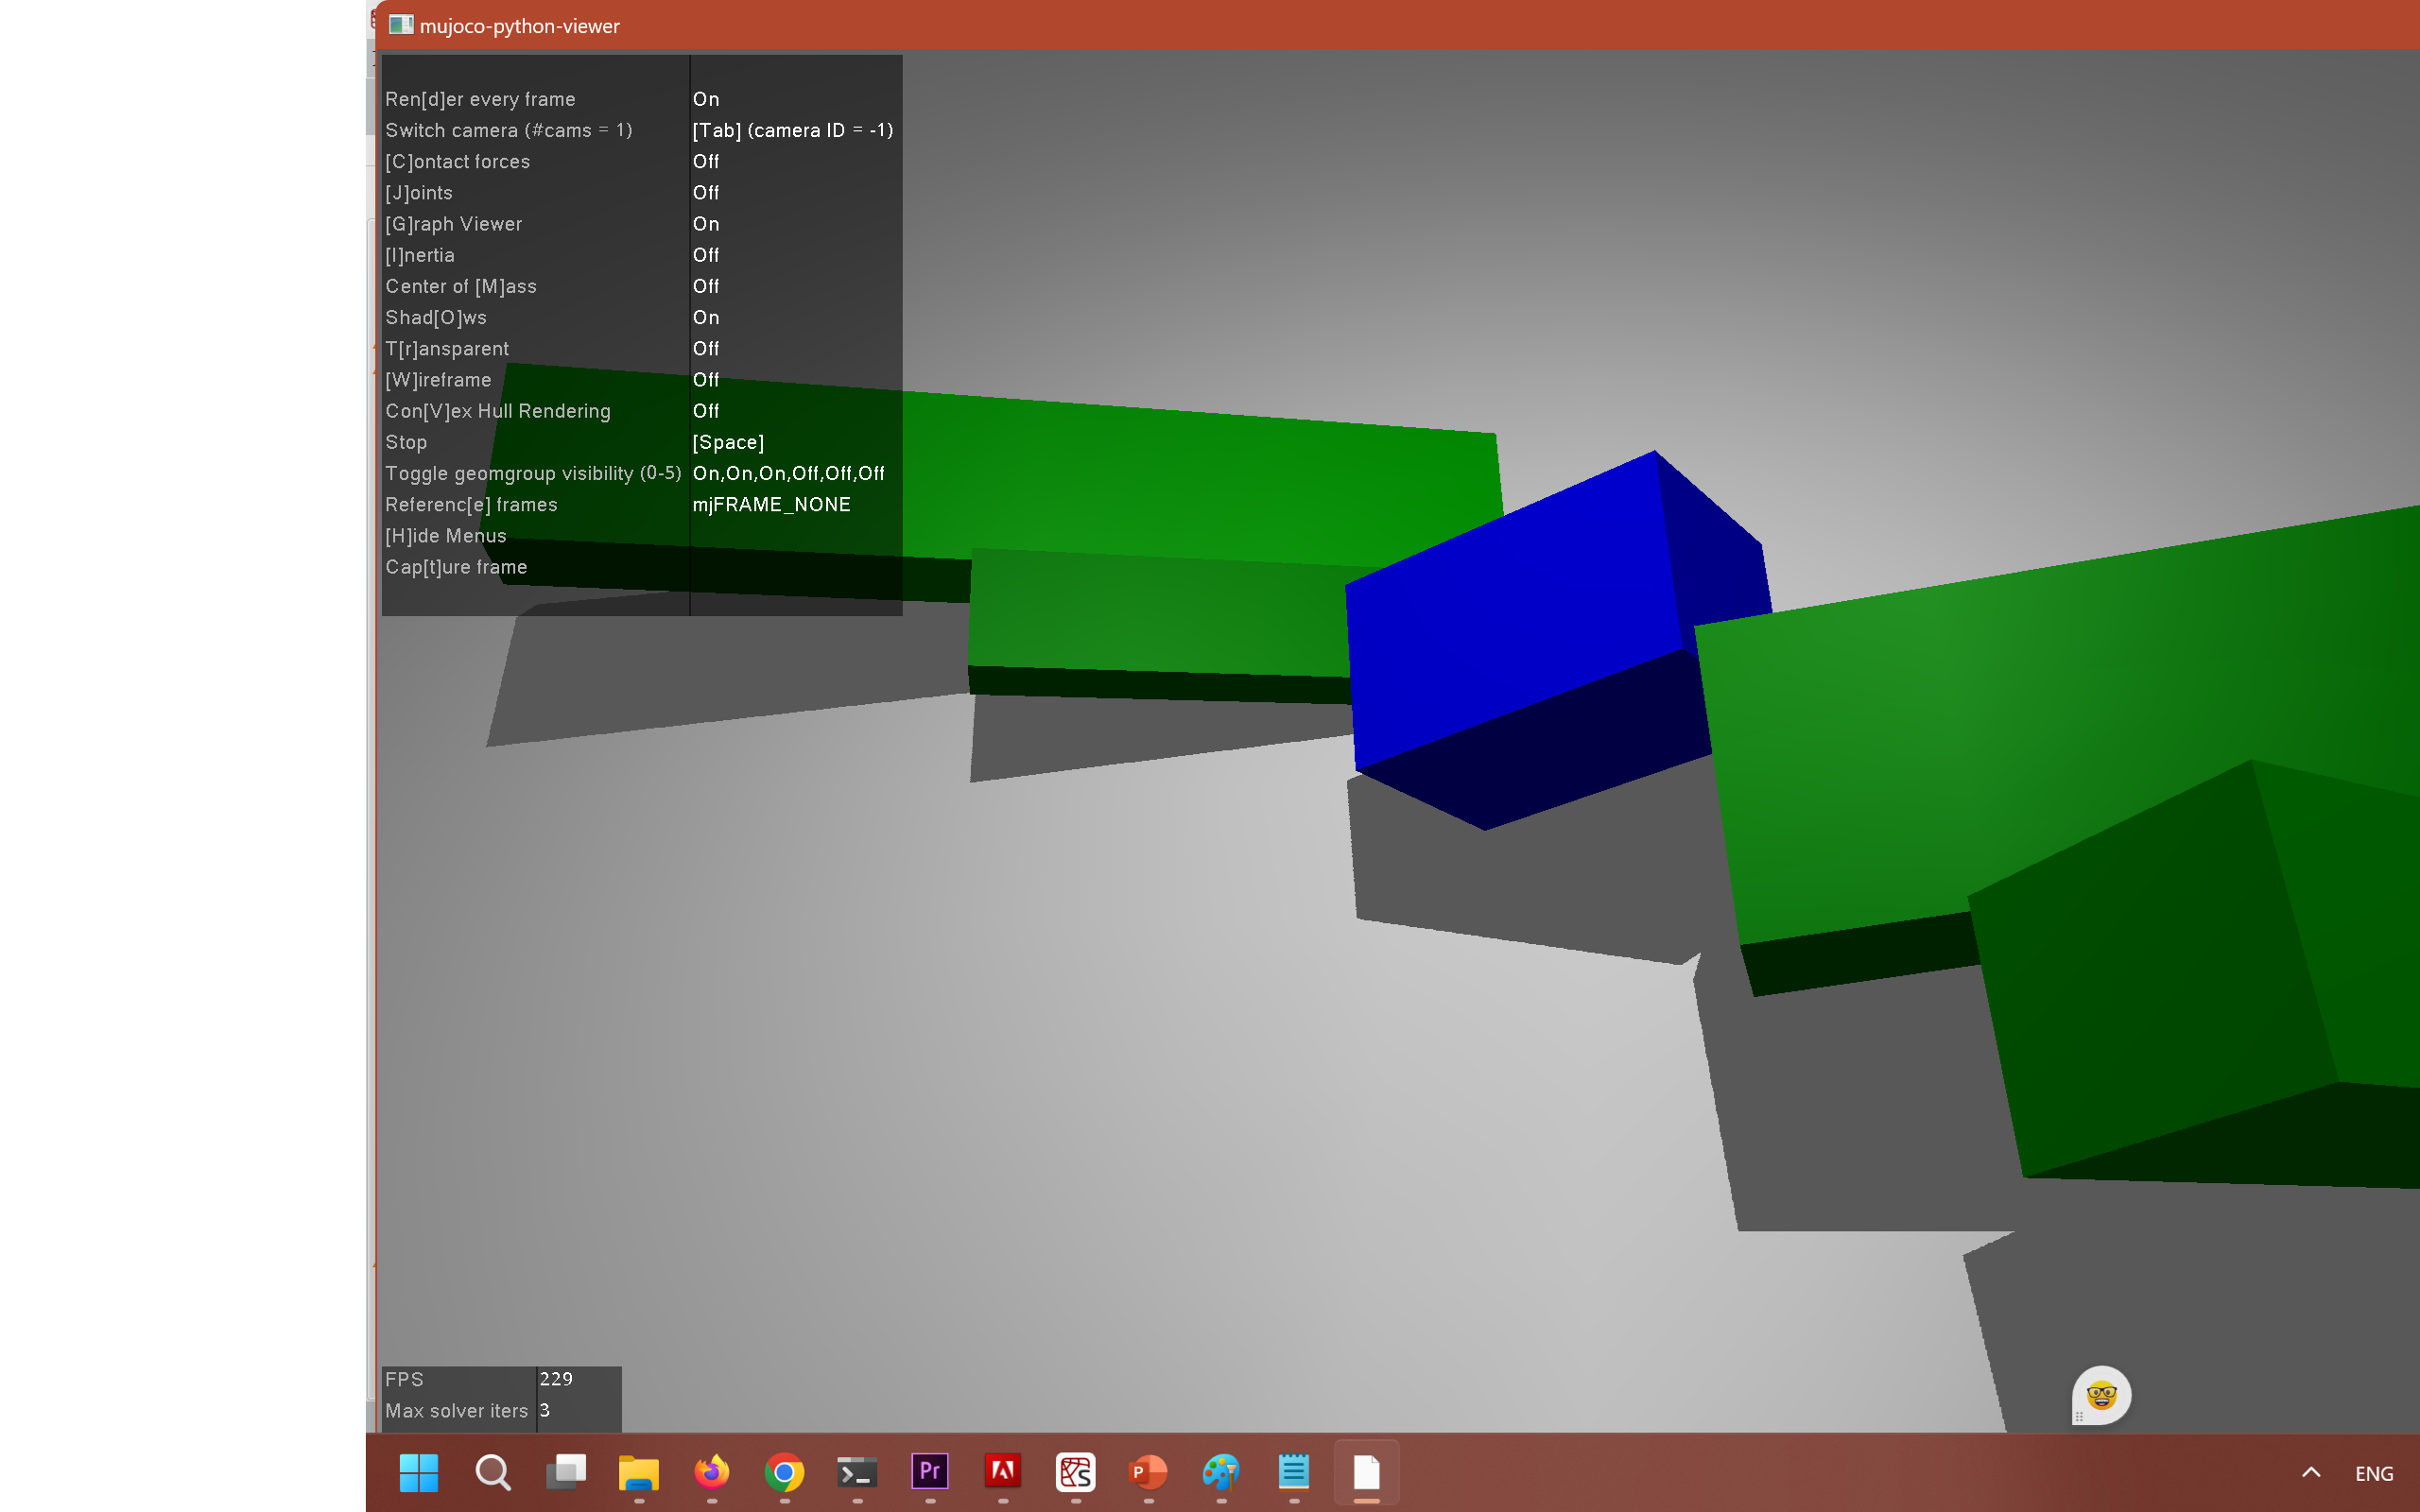 mujoco-python-viewer
Ren[d]er every frame On
Switch camera (#cams = 1) [Tab] (camera ID = -1)
[C]ontact forces Off
[J]oints Off
[G]raph Viewer On
[I]nertia Off
Center of [M]ass Off
Shad[O]ws On
T[r]ansparent Off
[W]ireframe Off
Con[V]ex Hull Rendering Off
Stop [Space]
Toggle geomgroup visibility (0-5) On,On,On,Off,Off,Off
Referenc[e] frames mjFRAME_NONE
[H]ide Menus
Cap[t]ure frame
FPS 229
Max solver iters 3
Pr
S
P
ENG